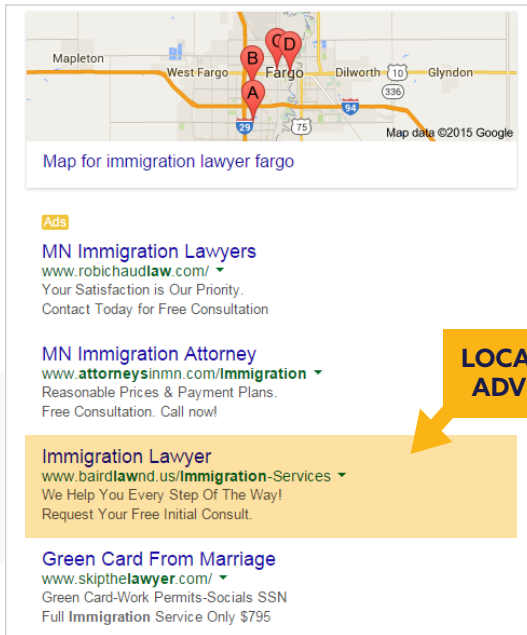 Mapleton
West Fargo
Fargo
Dilworth
10
Glyndon
336
94
29
75
A
B
C
D
Map data ©2015 Google
Map for immigration lawyer fargo
Ads
MN Immigration Lawyers
www.robichaudlaw.com/
Your Satisfaction is Our Priority.
Contact Today for Free Consultation
MN Immigration Attorney
www.attorneysinmn.com/Immigration
Reasonable Prices & Payment Plans.
Free Consultation. Call now!
LOCA
ADV
Immigration Lawyer
www.bairdlawnd.us/Immigration-Services
We Help You Every Step Of The Way!
Request Your Free Initial Consult.
Green Card From Marriage
www.skipthelawyer.com/
Green Card-Work Permits-Socials SSN
Full Immigration Service Only $795